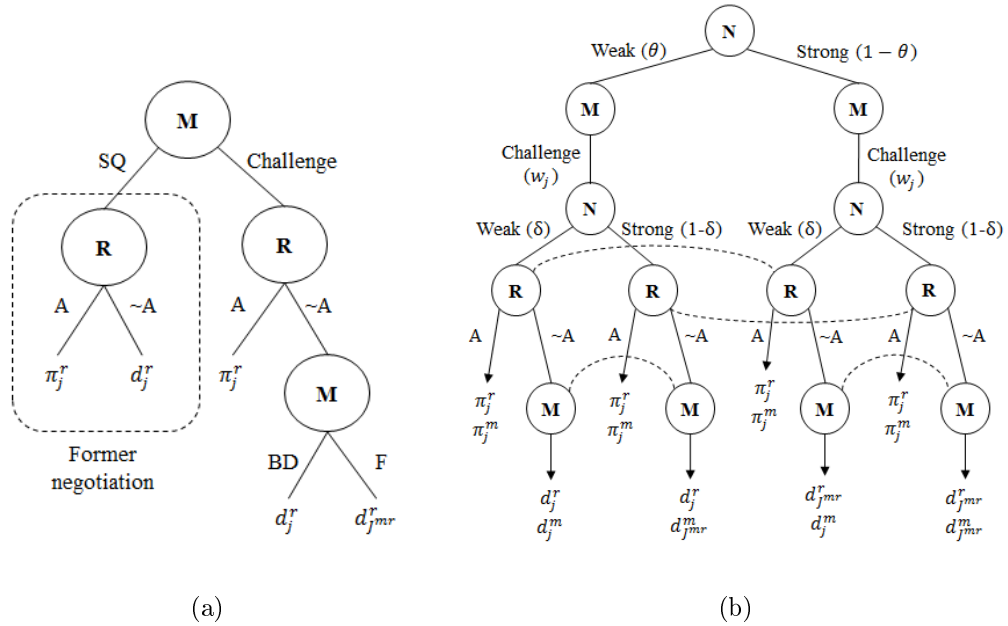 M
SQ
Challenge
R
R
A
~A
A
~A
π_j^r
d_j^r
π_j^r
M
Former
negotiation
BD
F
d_j^r
d_{J^{mr}}^r
(a)
N
Weak (θ)
Strong (1 − θ)
M
M
Challenge
(w_j)
Challenge
(w_j)
N
N
Weak (δ)
Strong (1-δ)
Weak (δ)
Strong (1-δ)
R
R
R
R
A
~A
A
~A
A
~A
A
~A
π_j^r
π_j^m
π_j^r
π_j^m
π_j^r
π_j^m
π_j^r
π_j^m
M
M
M
M
d_j^r
d_j^m
d_j^r
d_{J^{mr}}^m
d_{J^{mr}}^r
d_j^m
d_{J^{mr}}^r
d_{J^{mr}}^m
(b)